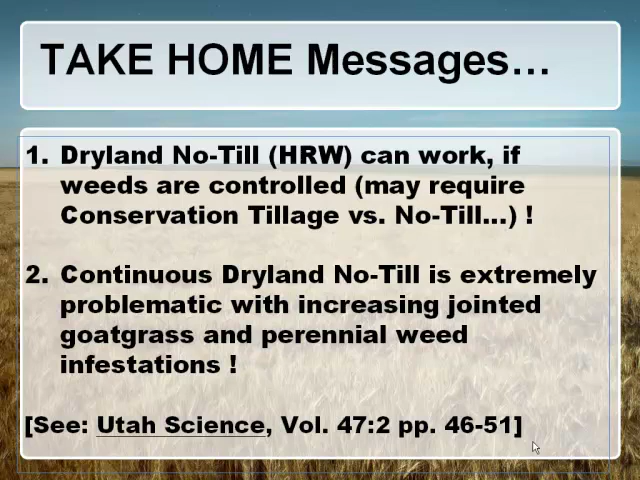 TAKE HOME Messages…
1. Dryland No-Till (HRW) can work, if
weeds are controlled (may require
Conservation Tillage vs. No-Till…) !
2. Continuous Dryland No-Till is extremely
problematic with increasing jointed
goatgrass and perennial weed
infestations !
[See: Utah Science, Vol. 47:2 pp. 46-51]